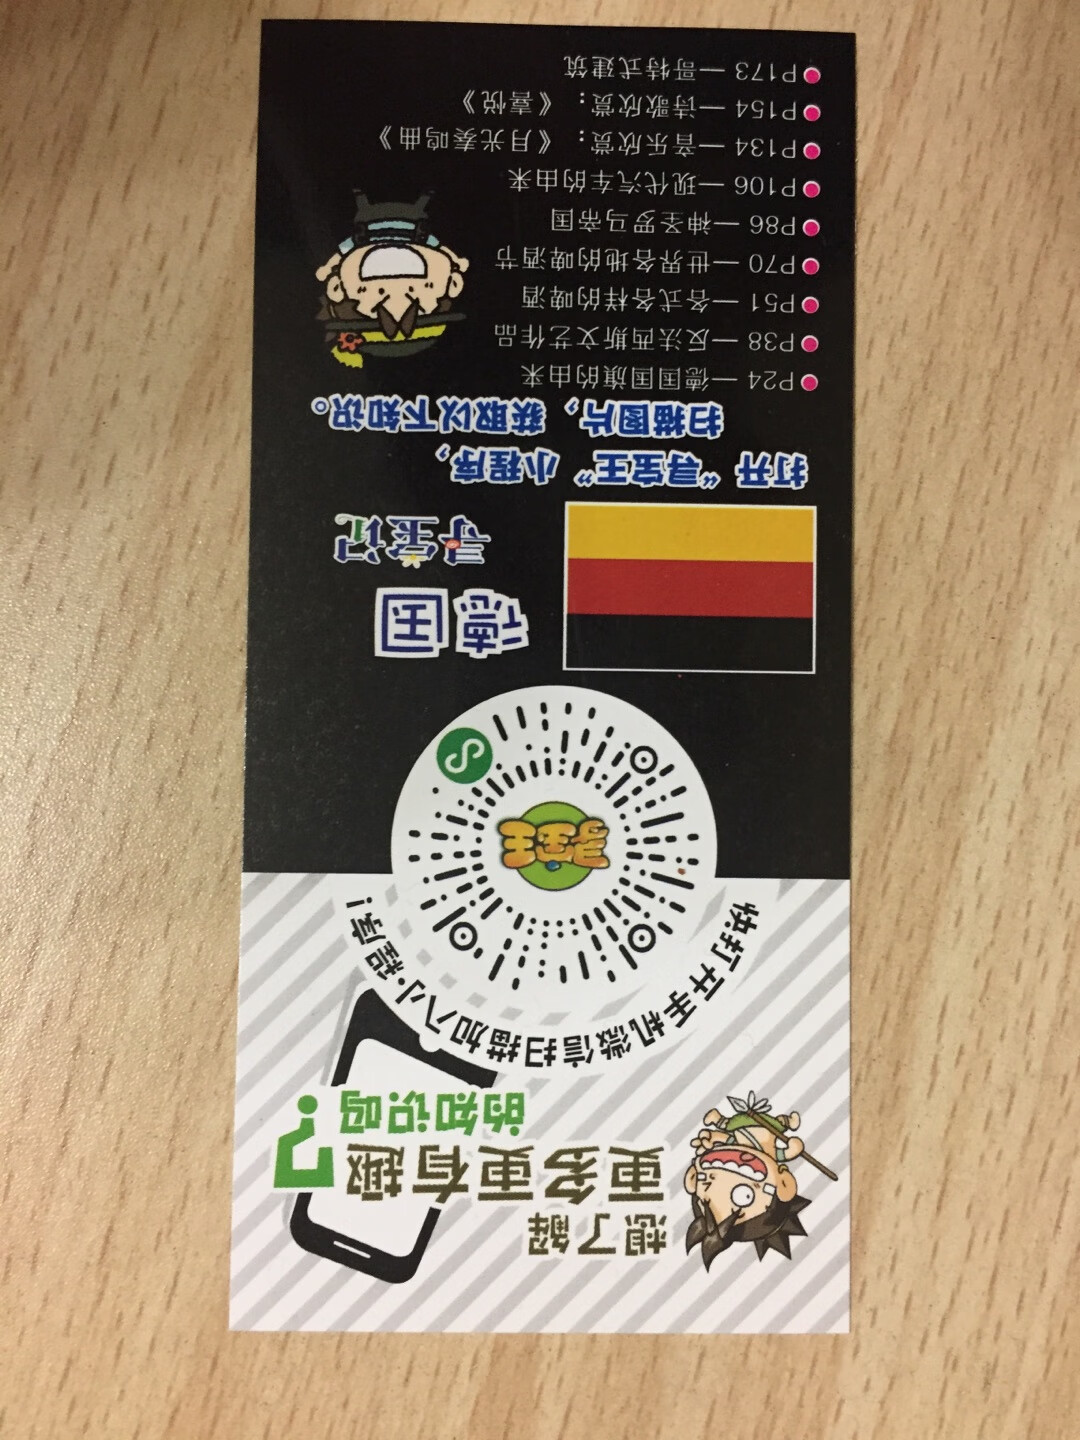 想了解
更多更有趣
的知识吗？
快打开手机微信扫描加入小超寻！
寻宝王
德国
寻宝记
打开“寻宝王”小程序，
扫描图片，获取以下知识。
P24 —德国国旗的由来
P38 —反法西斯文艺作品
P51 —各式各样的啤酒
P70 —世界各地的啤酒节
P86 —神圣罗马帝国
P106 —现代汽车的由来
P134 —音乐欣赏：《月光奏鸣曲》
P154 —诗歌欣赏：《喜悦》
P173 —哥特式建筑